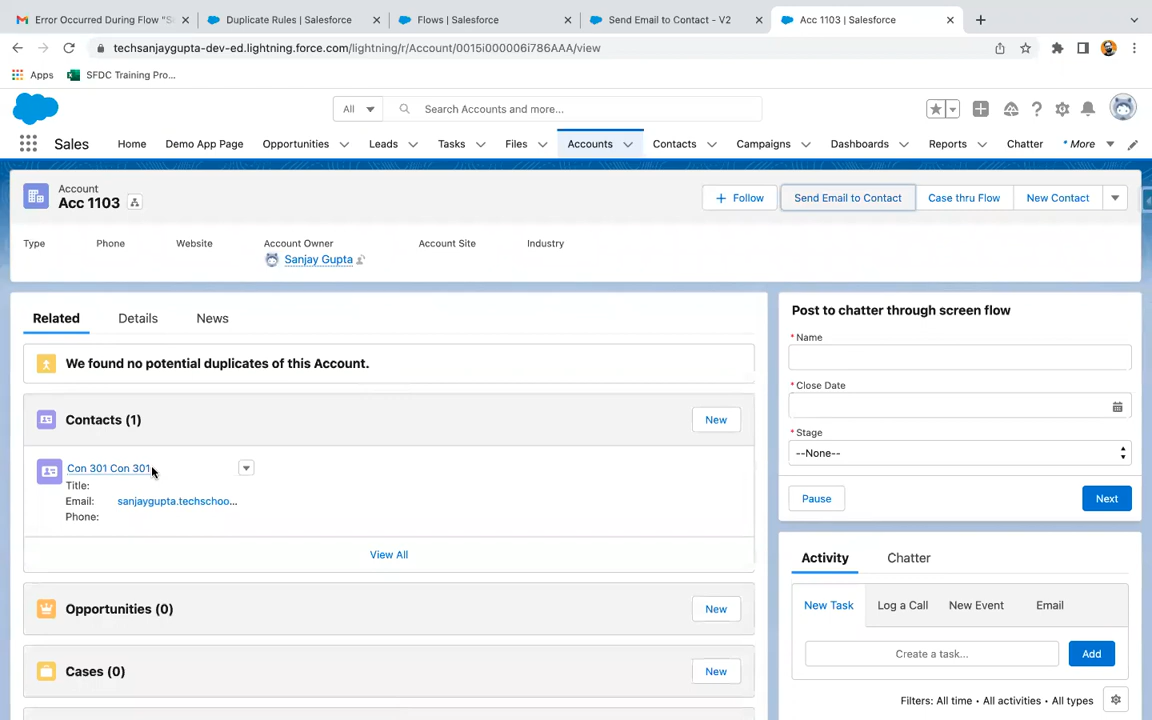 Error Occurred During Flow "S
Duplicate Rules | Salesforce
Flows | Salesforce
Send Email to Contact - V2
Acc 1103 | Salesforce
techsanjaygupta-dev-ed.lightning.force.com/lightning/r/Account/0015i000006i786AAA/view
Apps
SFDC Training Pro...
All
Search Accounts and more...
Sales
Home
Demo App Page
Opportunities
Leads
Tasks
Files
Accounts
Contacts
Campaigns
Dashboards
Reports
Chatter
* More
Account
Acc 1103
Follow
Send Email to Contact
Case thru Flow
New Contact
Type
Phone
Website
Account Owner
Account Site
Industry
Sanjay Gupta
Related
Details
News
We found no potential duplicates of this Account.
Contacts (1)
New
Con 301 Con 301
Title:
Email: sanjaygupta.techschoo...
Phone:
View All
Opportunities (0)
New
Cases (0)
New
Post to chatter through screen flow
* Name
* Close Date
* Stage
--None--
Pause
Next
Activity
Chatter
New Task
Log a Call
New Event
Email
Create a task...
Add
Filters: All time • All activities • All types